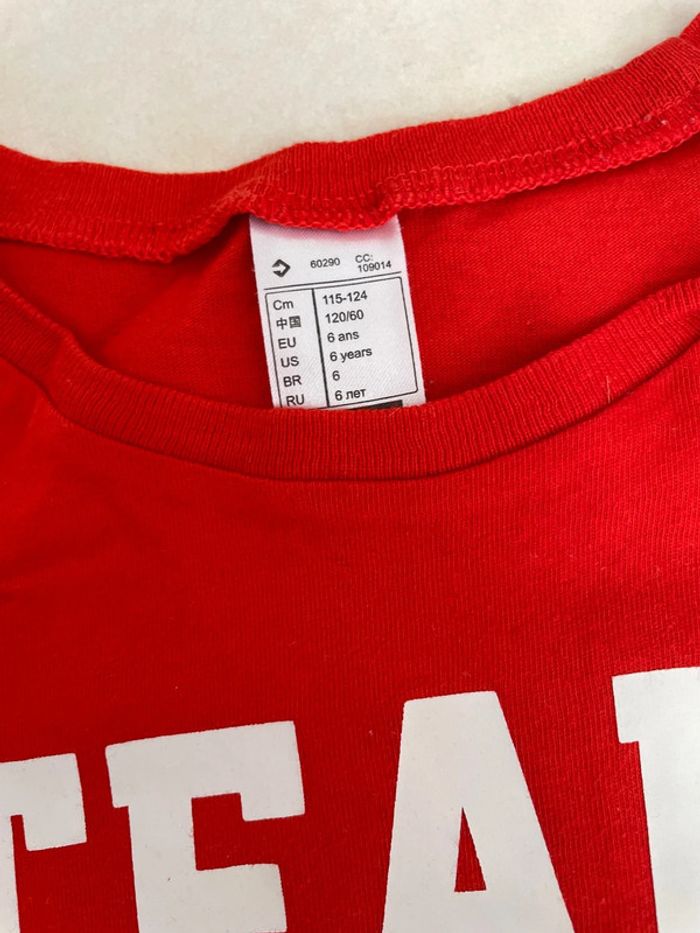 60290 CC: 109014
Cm 115-124
中国 120/60
EU 6 ans
US 6 years
BR 6
RU 6 лет
TEA